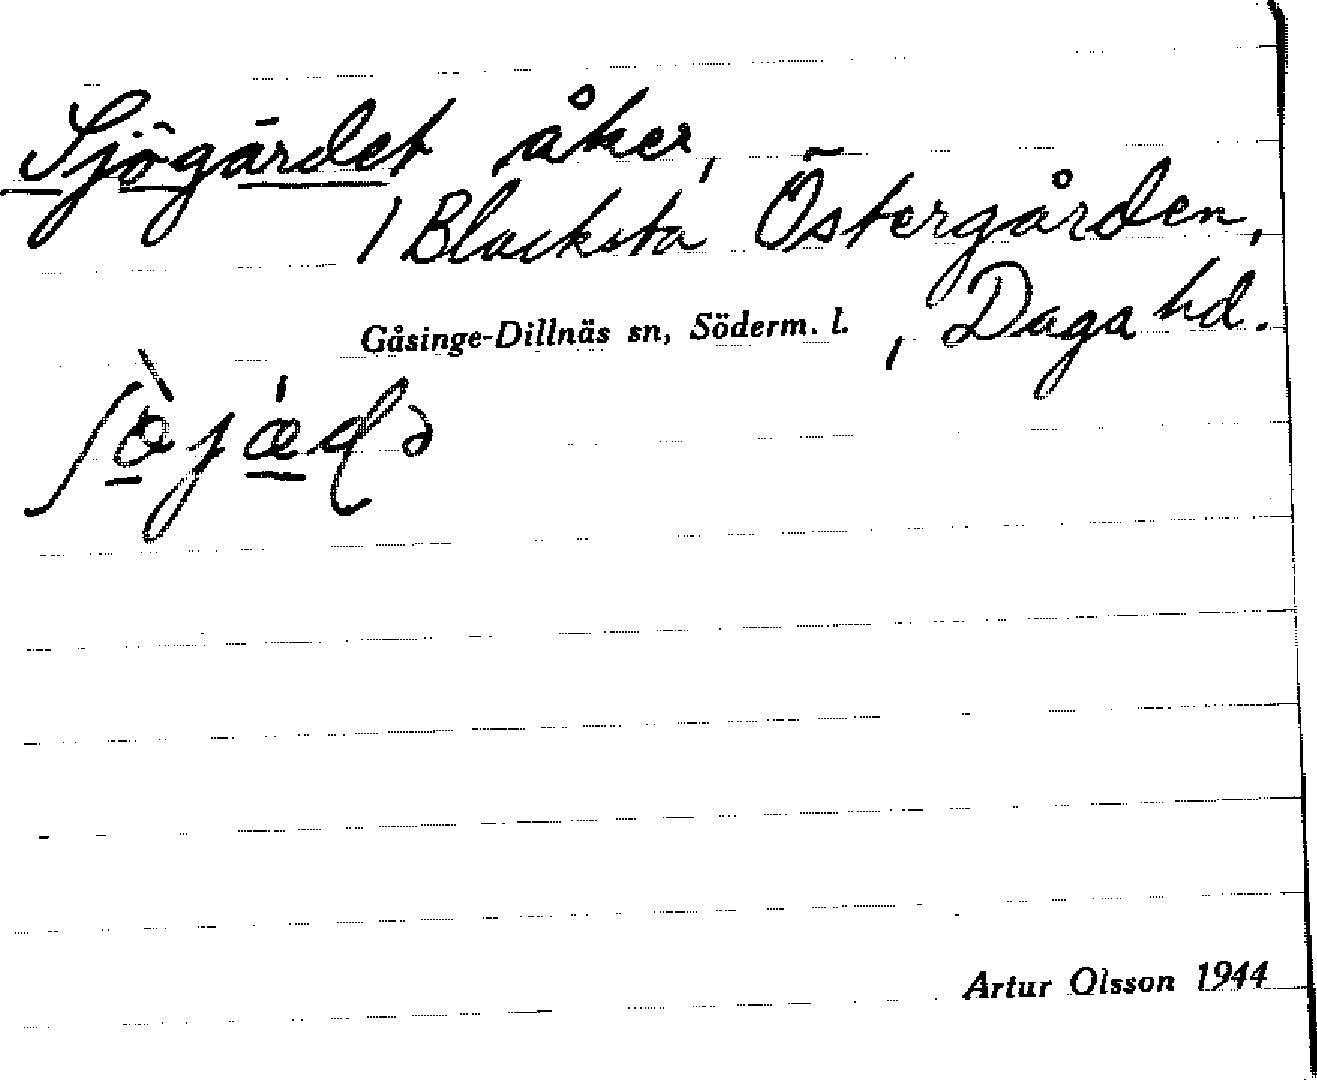 Sjögärdet åker,
/ Blacksta Östergården,
Gåsinge-Dillnäs sn, Söderm. l. , Daga hd.
Artur Olsson 1944